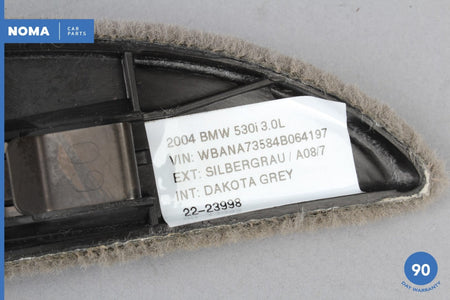 NOMA CAR
PARTS
2004 BMW 530i 3.0L
VIN: WBANA73584B064197
EXT: SILBERGRAU / A08/7
INT: DAKOTA GREY
22-23998
90
DAY WARRANTY